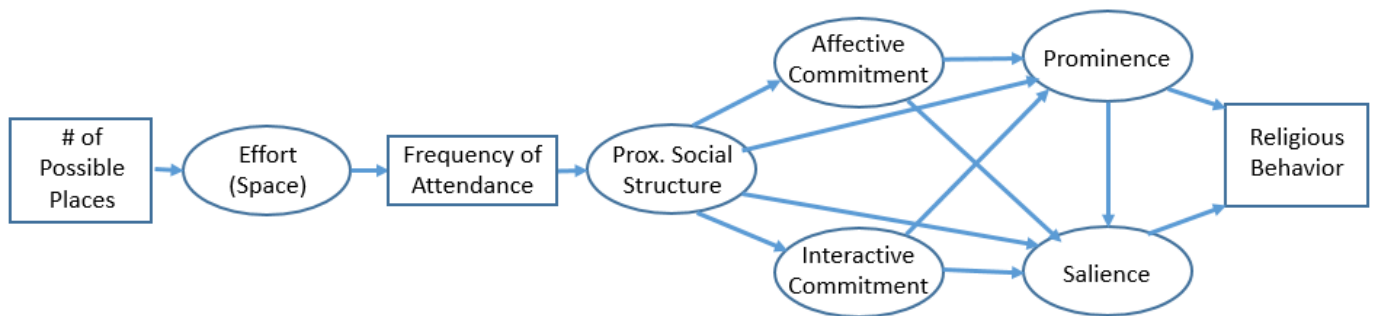 # of
Possible
Places
Effort
(Space)
Frequency of
Attendance
Prox. Social
Structure
Affective
Commitment
Interactive
Commitment
Prominence
Salience
Religious
Behavior